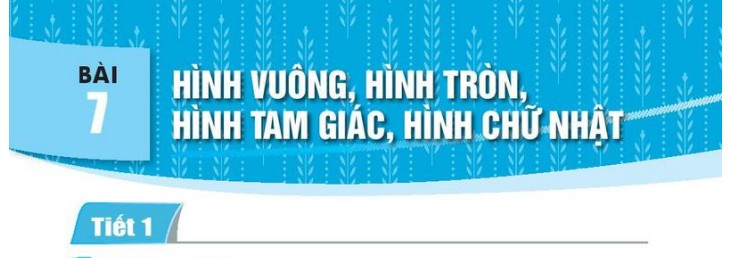 BÀI
7
HÌNH VUÔNG, HÌNH TRÒN,
HÌNH TAM GIÁC, HÌNH CHỮ NHẬT
Tiết 1